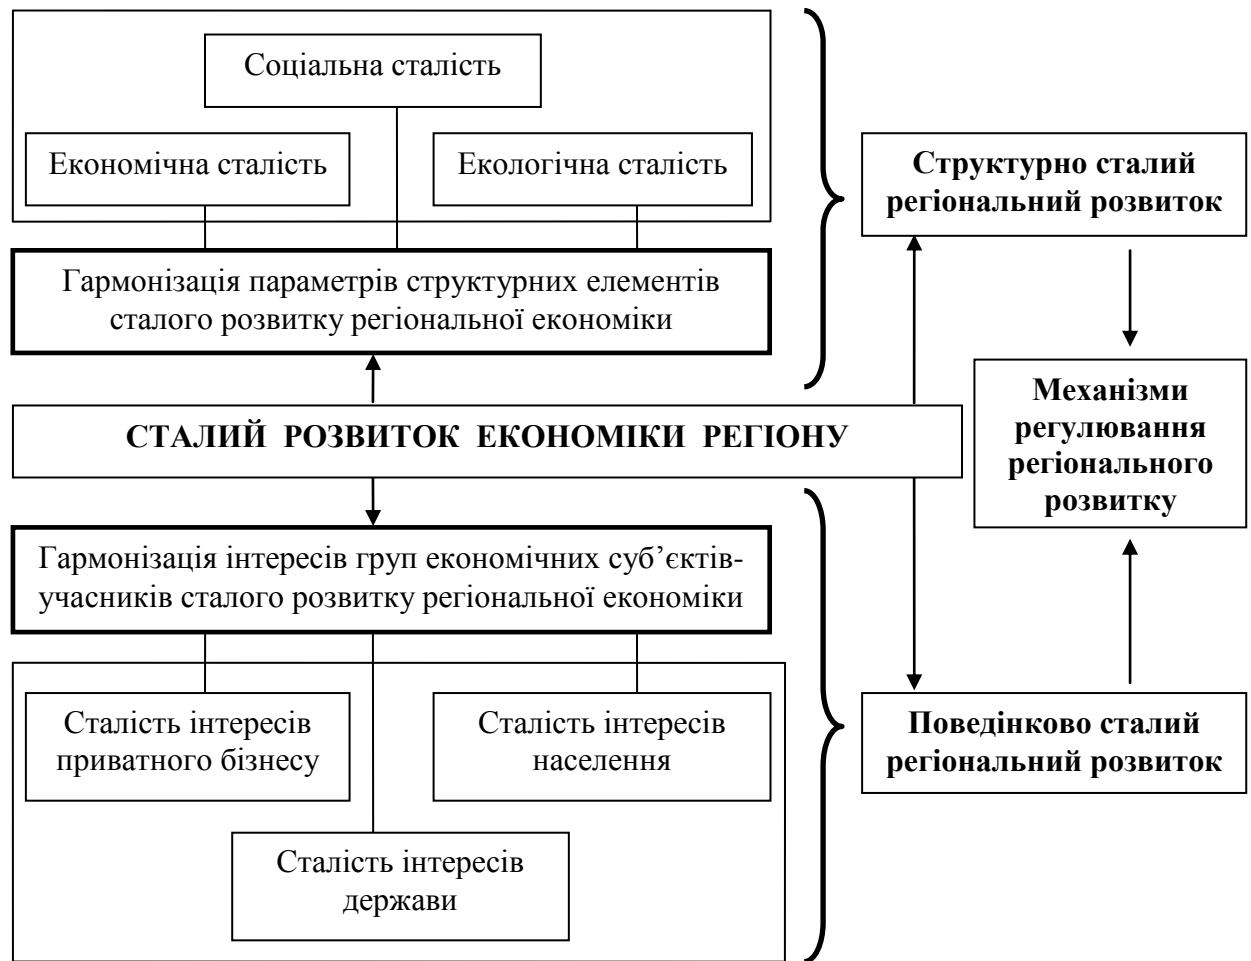 Соціальна сталість
Економічна сталість
Екологічна сталість
Структурно сталий
регіональний розвиток
Гармонізація параметрів структурних елементів
сталого розвитку регіональної економіки
СТАЛИЙ РОЗВИТОК ЕКОНОМІКИ РЕГІОНУ
Механізми
регулювання
регіонального
розвитку
Гармонізація інтересів груп економічних суб’єктів-
учасників сталого розвитку регіональної економіки
Сталість інтересів
приватного бізнесу
Сталість інтересів
населення
Поведінково сталий
регіональний розвиток
Сталість інтересів
держави